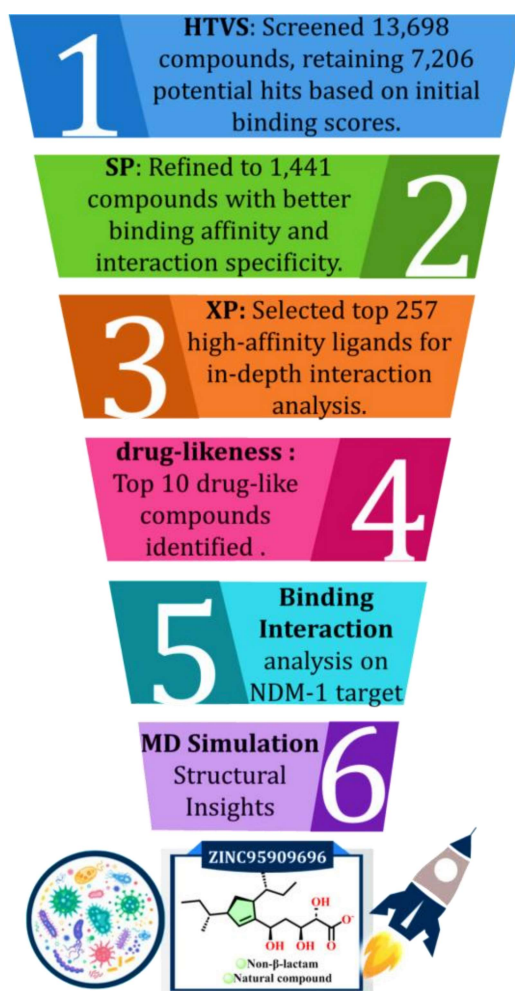 1
HTVS: Screened 13,698
compounds, retaining 7,206
potential hits based on initial
binding scores.
SP: Refined to 1,441
compounds with better
binding affinity and
interaction specificity.
2
3
XP: Selected top 257
high-affinity ligands for
in-depth interaction
analysis.
drug-likeness :
Top 10 drug-like
compounds
identified .
4
5
Binding
Interaction
analysis on
NDM-1 target
MD Simulation
Structural
Insights
6
ZINC95909696
OH
O-
OH OH O
Non-β-lactam
Natural compound